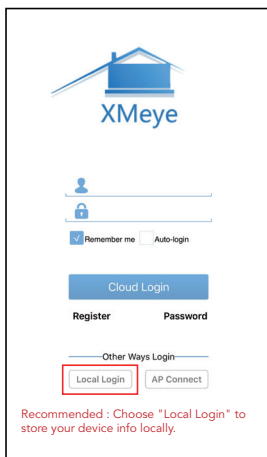 XMeye
Remember me Auto-login
Cloud Login
Register Password
Other Ways Login
Local Login AP Connect
Recommended : Choose "Local Login" to
store your device info locally.